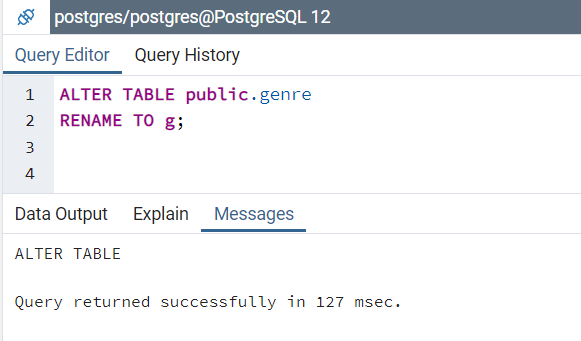 postgres/postgres@PostgreSQL 12
Query Editor Query History
1 ALTER TABLE public.genre
2 RENAME TO g;
3
4
Data Output Explain Messages
ALTER TABLE
Query returned successfully in 127 msec.